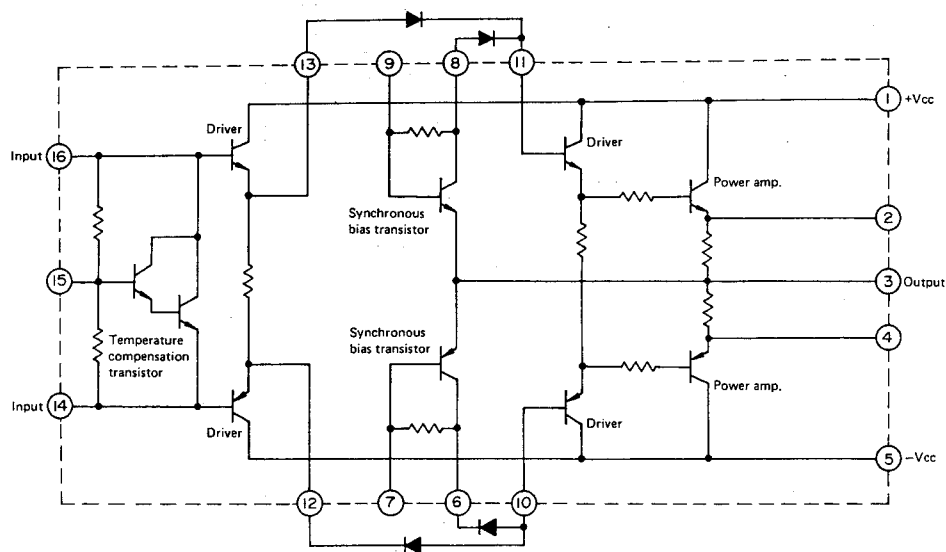 13
9
8
11
1
+Vcc
Driver
Input
16
Driver
Power amp.
Synchronous
bias transistor
2
15
3
Output
Synchronous
bias transistor
Temperature
compensation
transistor
4
Power amp.
Input
14
Driver
Driver
5
−Vcc
12
7
6
10